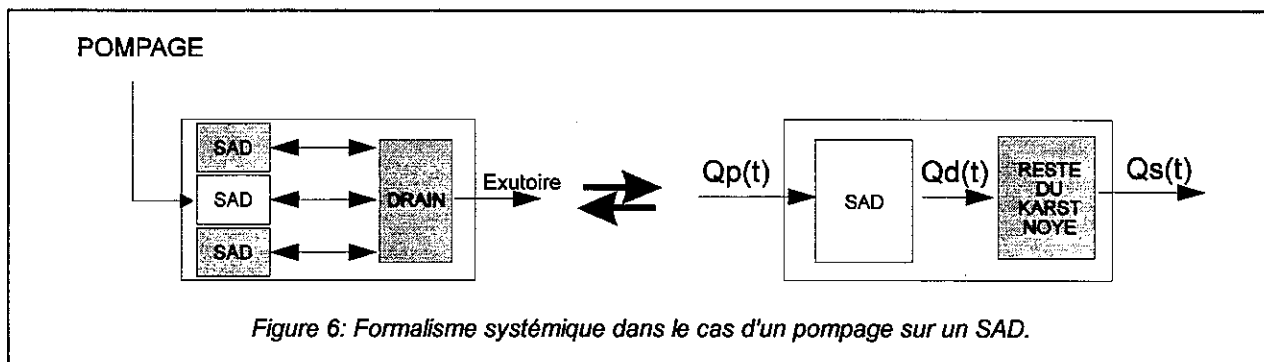 POMPAGE
SAD
SAD
SAD
DRAIN
Exutoire
Qp(t)
SAD
Qd(t)
RESTE
DU
KARST
NOYE
Qs(t)
Figure 6: Formalisme systémique dans le cas d'un pompage sur un SAD.